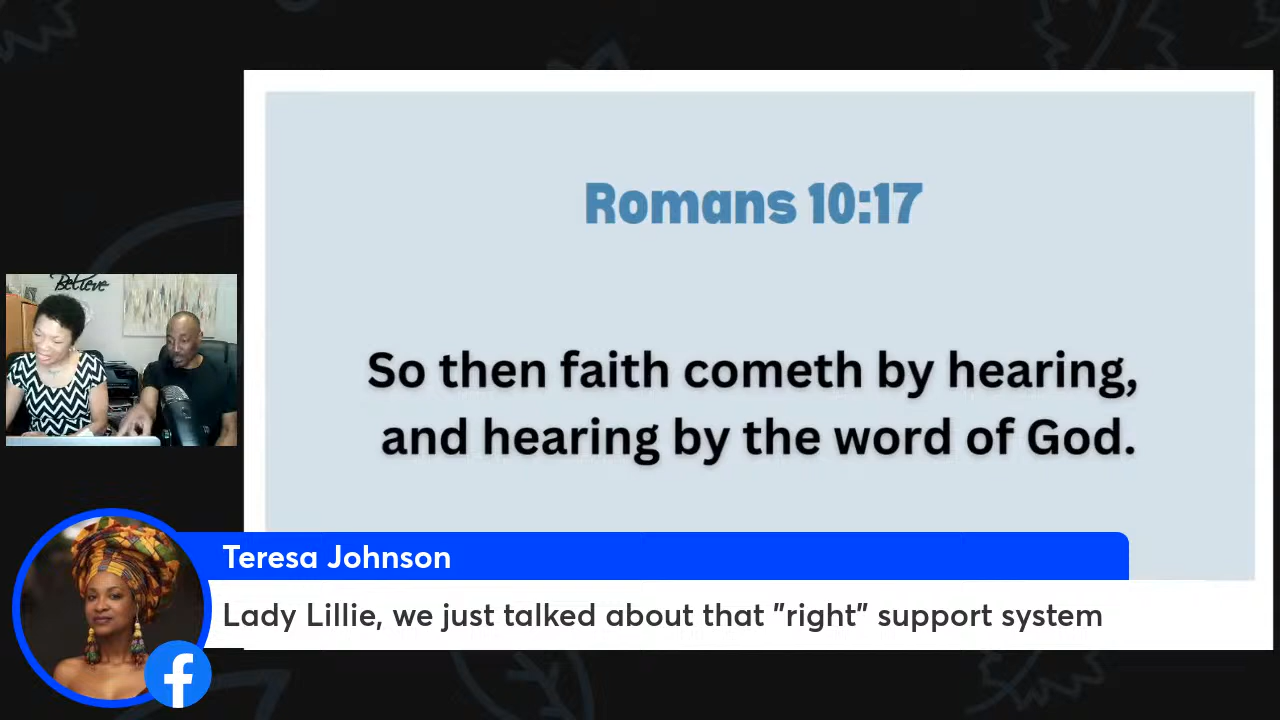 Believe
Romans 10:17
So then faith cometh by hearing,
and hearing by the word of God.
Teresa Johnson
Lady Lillie, we just talked about that "right" support system